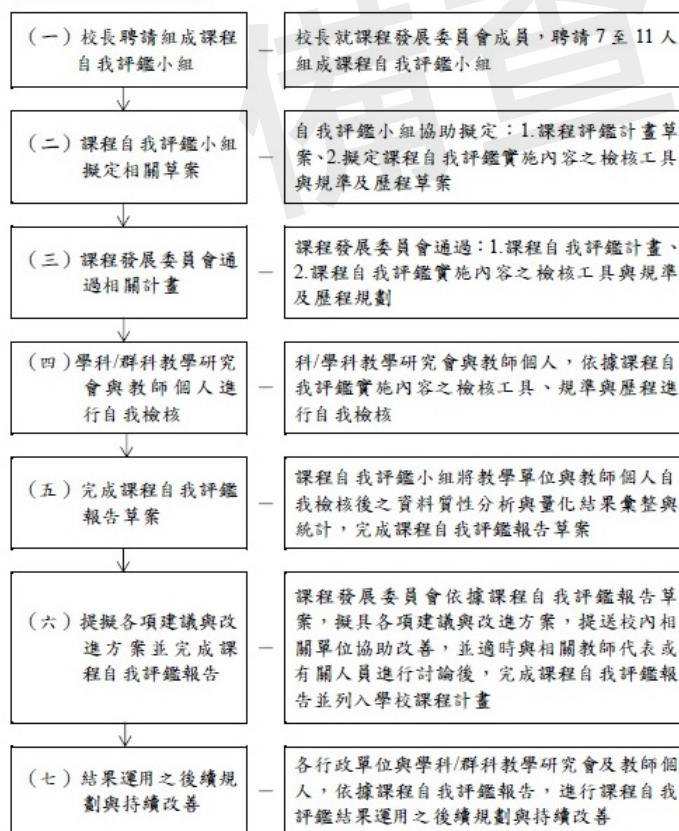 備查
（一）校長聘請組成課程
自我評鑑小組
校長就課程發展委員會成員，聘請 7 至 11 人
組成課程自我評鑑小組
（二）課程自我評鑑小組
擬定相關草案
自我評鑑小組協助擬定：1.課程評鑑計畫草
案、2.擬定課程自我評鑑實施內容之檢核工具
與規準及歷程草案
（三）課程發展委員會通
過相關計畫
課程發展委員會通過：1.課程自我評鑑計畫、
2.課程自我評鑑實施內容之檢核工具與規準
及歷程規劃
（四）學科/群科教學研究
會與教師個人進
行自我檢核
科/學科教學研究會與教師個人，依據課程自
我評鑑實施內容之檢核工具、規準與歷程進
行自我檢核
（五）完成課程自我評鑑
報告草案
課程自我評鑑小組將教學單位與教師個人自
我檢核後之資料質性分析與量化結果彙整與
統計，完成課程自我評鑑報告草案
（六）提擬各項建議與改
進方案並完成課
程自我評鑑報告
課程發展委員會依據課程自我評鑑報告草
案，擬具各項建議與改進方案，提送校內相
關單位協助改善，並適時與相關教師代表或
有關人員進行討論後，完成課程自我評鑑報
告並列入學校課程計畫
（七）結果運用之後續規
劃與持續改善
各行政單位與學科/群科教學研究會及教師個
人，依據課程自我評鑑報告，進行課程自我
評鑑結果運用之後續規劃與持續改善